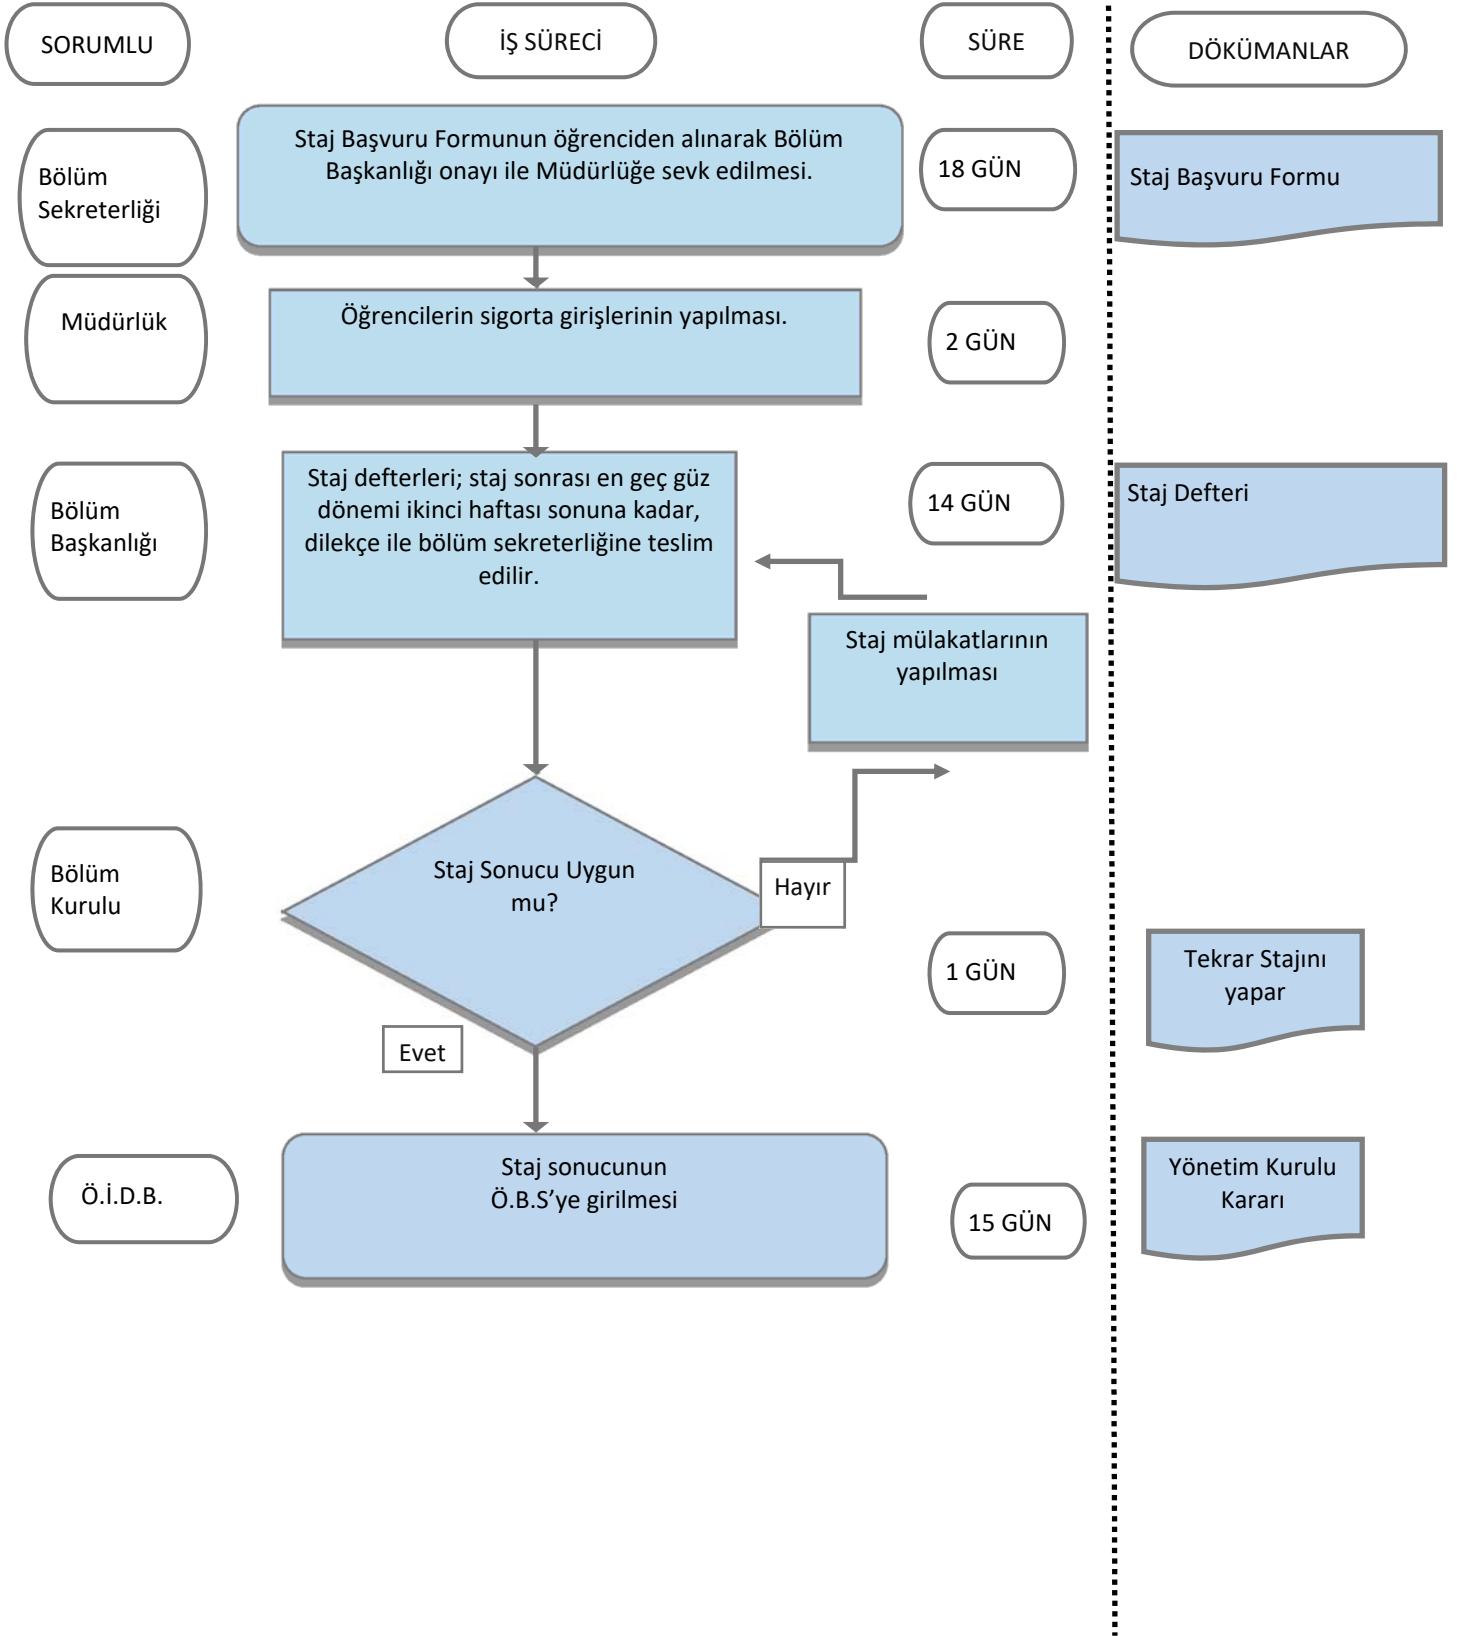 SORUMLU
İŞ SÜRECİ
SÜRE
DÖKÜMANLAR
Bölüm
Sekreterliği
Staj Başvuru Formunun öğrenciden alınarak Bölüm
Başkanlığı onayı ile Müdürlüğe sevk edilmesi.
18 GÜN
Staj Başvuru Formu
Müdürlük
Öğrencilerin sigorta girişlerinin yapılması.
2 GÜN
Bölüm
Başkanlığı
Staj defterleri; staj sonrası en geç güz
dönemi ikinci haftası sonuna kadar,
dilekçe ile bölüm sekreterliğine teslim
edilir.
14 GÜN
Staj Defteri
Staj mülakatlarının
yapılması
Bölüm
Kurulu
Staj Sonucu Uygun
mu?
Hayır
1 GÜN
Tekrar Stajını
yapar
Evet
Ö.İ.D.B.
Staj sonucunun
Ö.B.S’ye girilmesi
15 GÜN
Yönetim Kurulu
Kararı